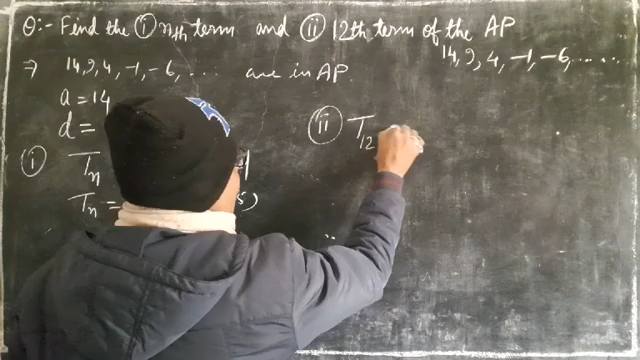 Q:- Find the (i) nth term and (ii) 12th term of the AP
14, 9, 4, -1, -6, .....
⇒ 14, 9, 4, -1, -6, .... are in AP.
a = 14
d =
(i) Tn
Tn =
5)
(ii) T12